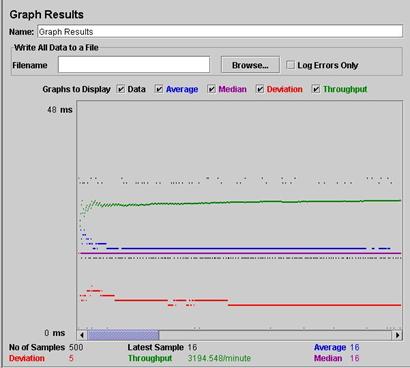 Graph Results
Name: Graph Results
Write All Data to a File
Filename Browse... Log Errors Only
Graphs to Display Data Average Median Deviation Throughput
48 ms
0 ms
No of Samples 500 Latest Sample 16 Average 16
Deviation 5 Throughput 3194.548/minute Median 16